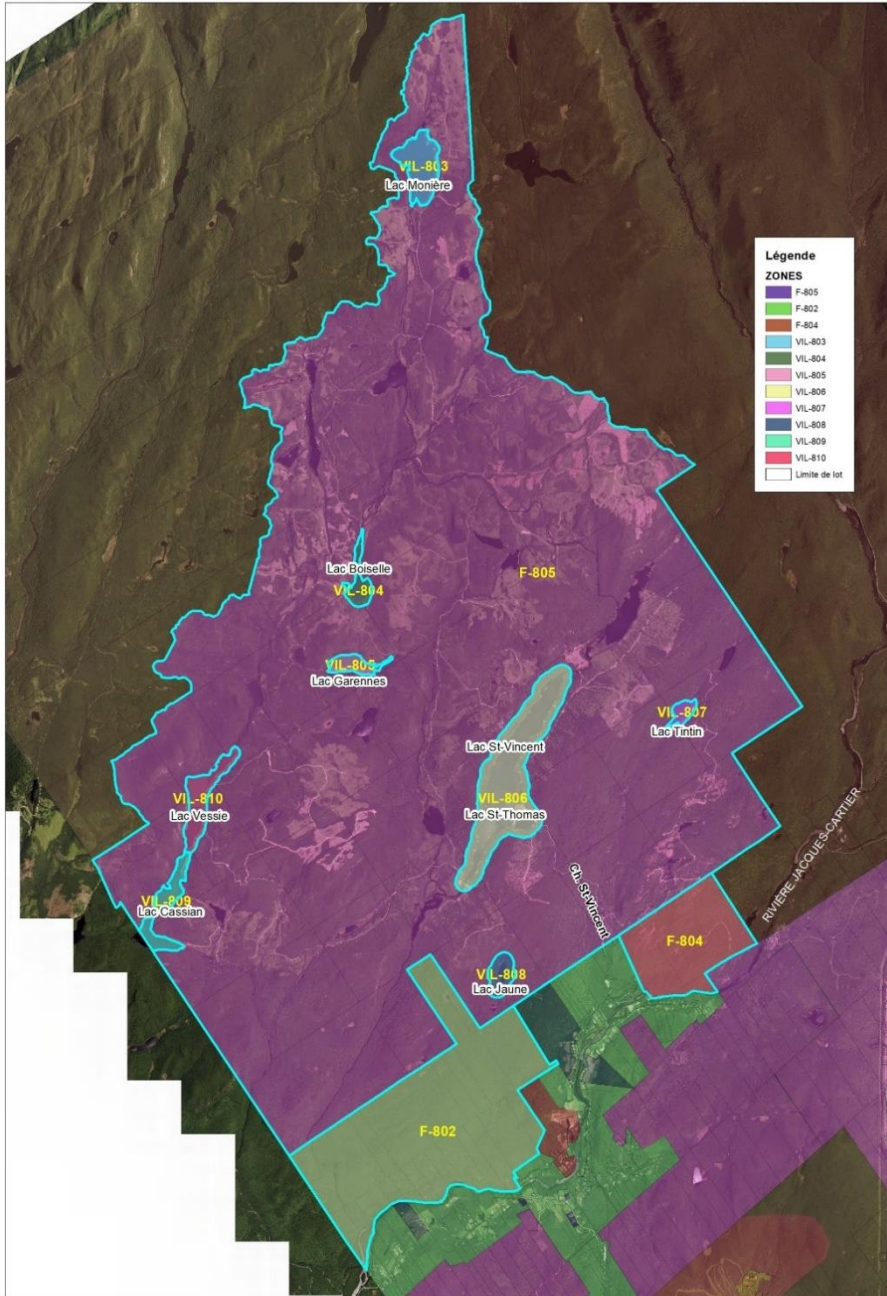 VIL-803
Lac Monière
Légende
ZONES
F-805
F-802
F-804
VIL-803
VIL-804
VIL-805
VIL-806
VIL-807
VIL-808
VIL-809
VIL-810
Limite de lot
Lac Boiselle
VIL-804
F-805
VIL-805
Lac Garennes
VIL-807
Lac Tintin
Lac St-Vincent
VIL-806
Lac St-Thomas
VIL-810
Lac Vessie
RIVIÈRE JACQUES-CARTIER
Ch. St-Vincent
VIL-809
Lac Cassian
F-804
VIL-808
Lac Jaune
F-802